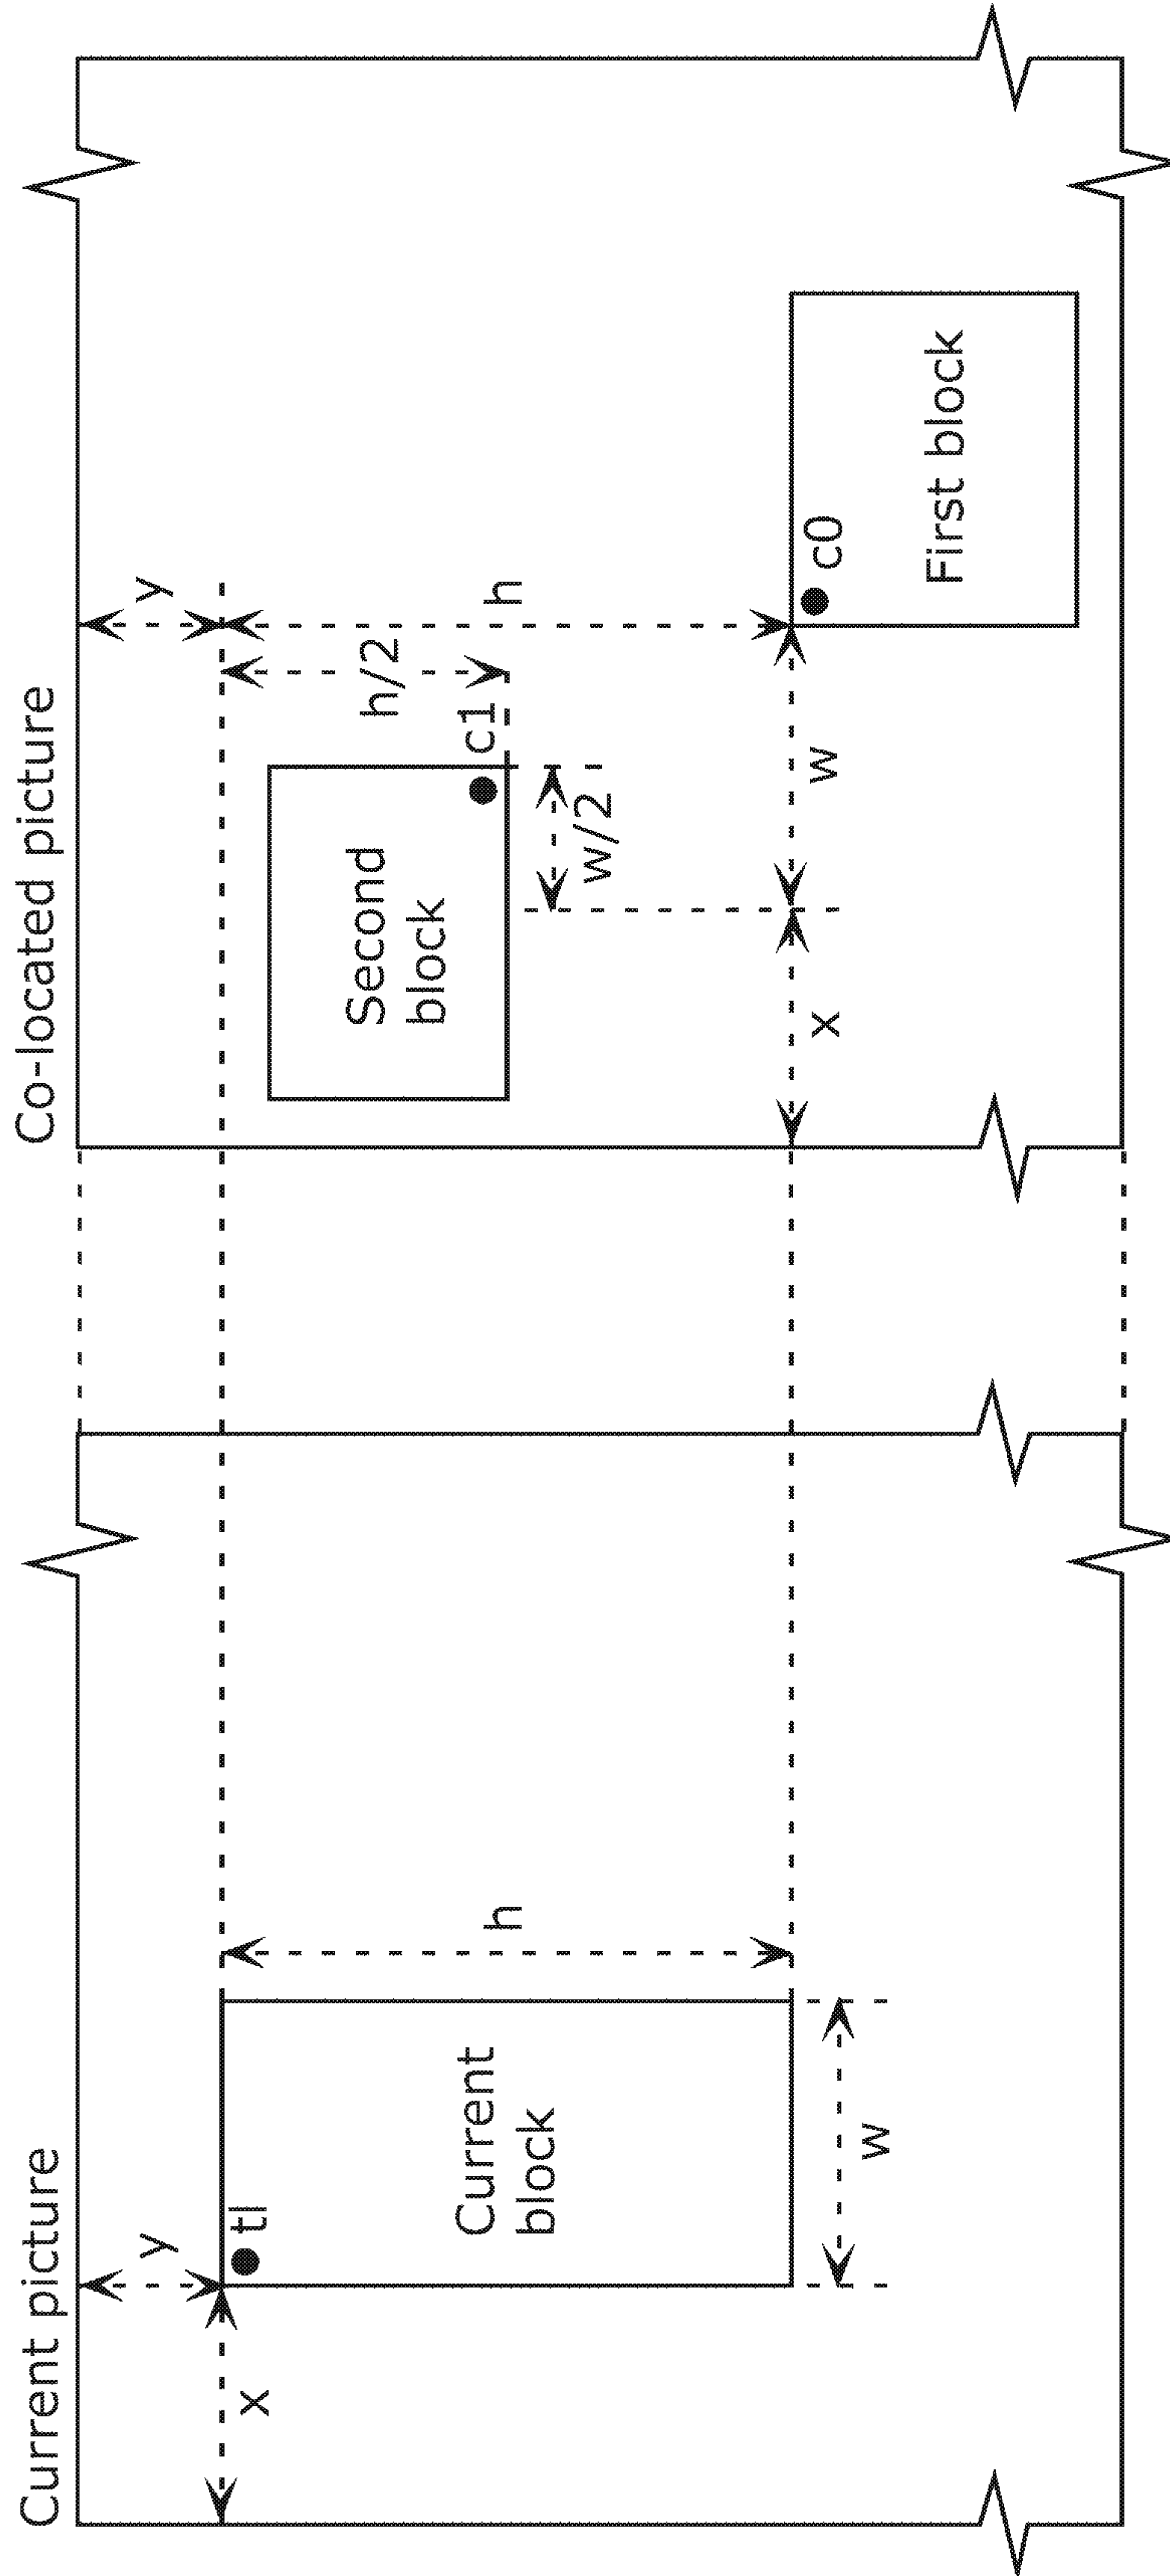 Current picture
Co-located picture
y
x
tl
Current
block
h
w
y
h
h/2
Second
block
c1
w/2
x
w
c0
First block